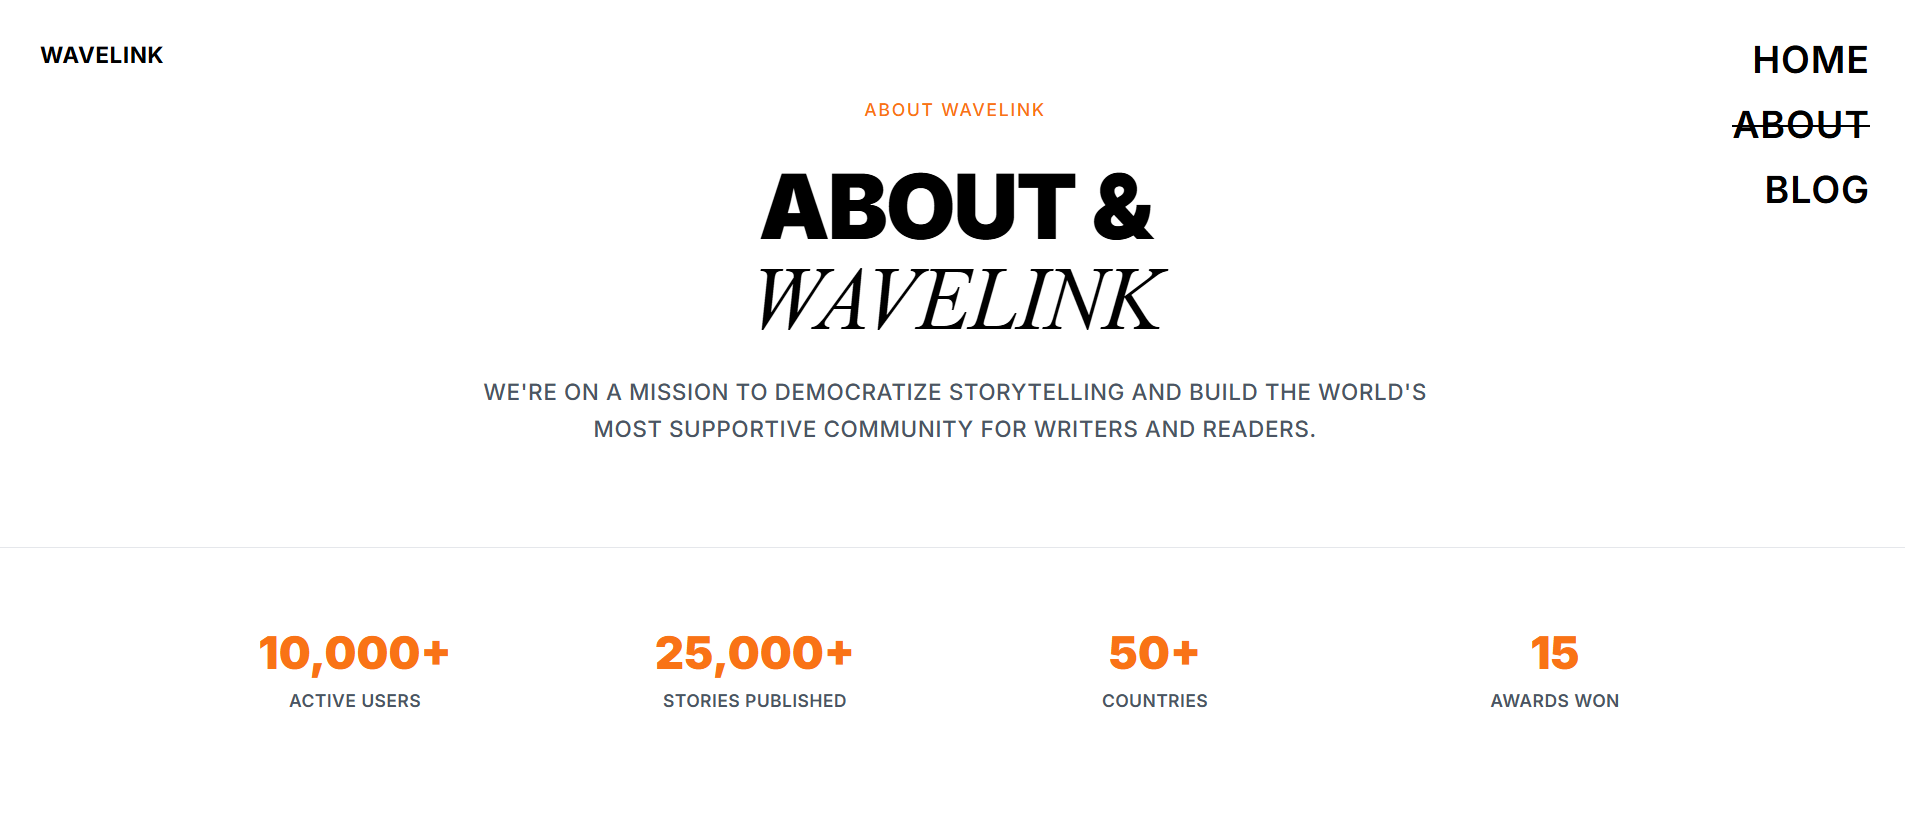 WAVELINK
HOME
ABOUT
BLOG
ABOUT WAVELINK
ABOUT &
WAVELINK
WE'RE ON A MISSION TO DEMOCRATIZE STORYTELLING AND BUILD THE WORLD'S
MOST SUPPORTIVE COMMUNITY FOR WRITERS AND READERS.
10,000+
ACTIVE USERS
25,000+
STORIES PUBLISHED
50+
COUNTRIES
15
AWARDS WON